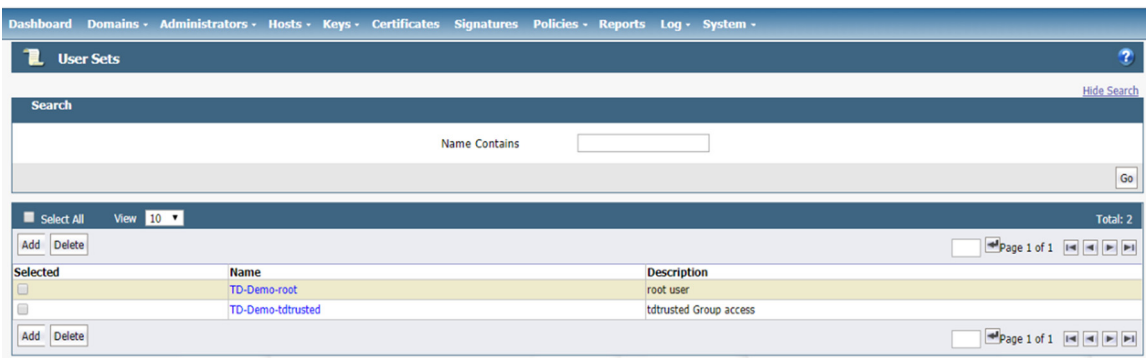 Dashboard Domains Administrators Hosts Keys Certificates Signatures Policies Reports Log System
User Sets
?
Hide Search
Search
Name Contains
Go
Select All View 10 Total: 2
Add Delete Page 1 of 1
Selected Name Description
TD-Demo-root root user
TD-Demo-tdtrusted tdtrusted Group access
Add Delete Page 1 of 1